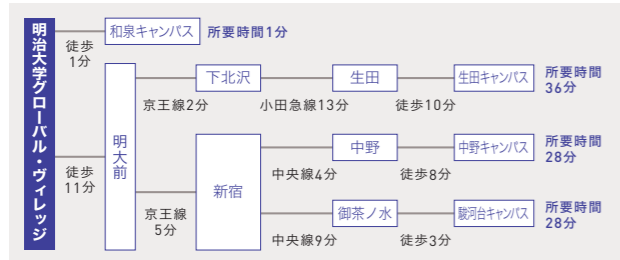 明治大学グローバル・ヴィレッジ
徒歩
1分
和泉キャンパス
所要時間1分
徒歩
11分
明大前
京王線2分
下北沢
小田急線13分
生田
徒歩10分
生田キャンパス
所要時間
36分
京王線
5分
新宿
中央線4分
中野
徒歩8分
中野キャンパス
所要時間
28分
中央線9分
御茶ノ水
徒歩3分
駿河台キャンパス
所要時間
28分